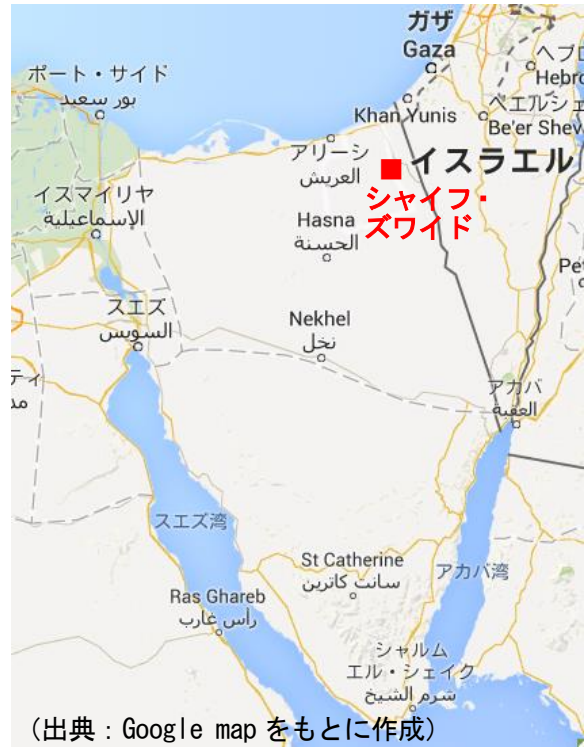 ガザ
Gaza
ヘブロ
Hebro
ポート・サイド
بور سعيد
Khan Yunis
ベエルシェ
Be'er Shev
アリーシ
العريش
イスラエル
シャイフ・
ズワイド
イスマイリヤ
الإسماعيلية
Hasna
الحسنة
Pe
スエズ
السويس
Nekhel
نخل
ティ
مد
アカバ
العقبة
スエズ湾
St Catherine
سانت كاترين
アカバ湾
Ras Ghareb
رأس غارب
シャルム
エル・シェイク
شرم الشيخ
(出典：Google map をもとに作成)